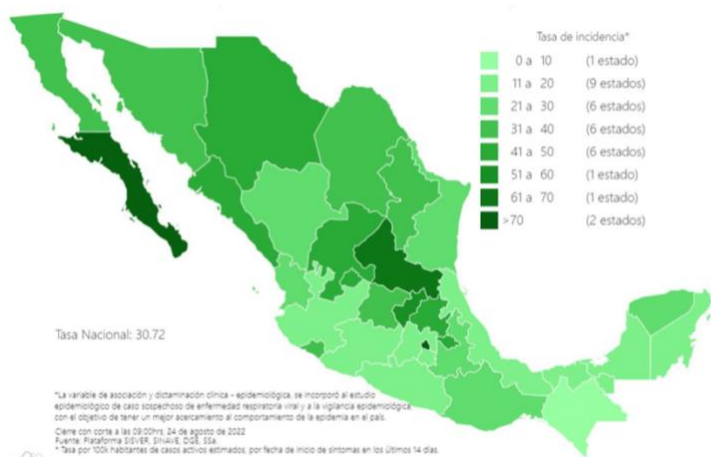 Tasa de incidencia*
0 a 10 (1 estado)
11 a 20 (9 estados)
21 a 30 (6 estados)
31 a 40 (6 estados)
41 a 50 (6 estados)
51 a 60 (1 estado)
61 a 70 (1 estado)
>70 (2 estados)
Tasa Nacional: 30.72
*La variable de asociación y dictaminación clínica - epidemiológica, se incorporó al estudio
epidemiológico de caso sospechoso de enfermedad respiratoria viral y a la vigilancia epidemiológica,
con el objetivo de tener un mejor acercamiento al comportamiento de la epidemia en el país.
Cierre con corte a las 09:00hrs, 24 de agosto de 2022
Fuente: Plataforma SISVER, SINAVE, DGE, SSa.
* Tasa por 100k habitantes de casos activos estimados, por fecha de inicio de síntomas en los últimos 14 días.